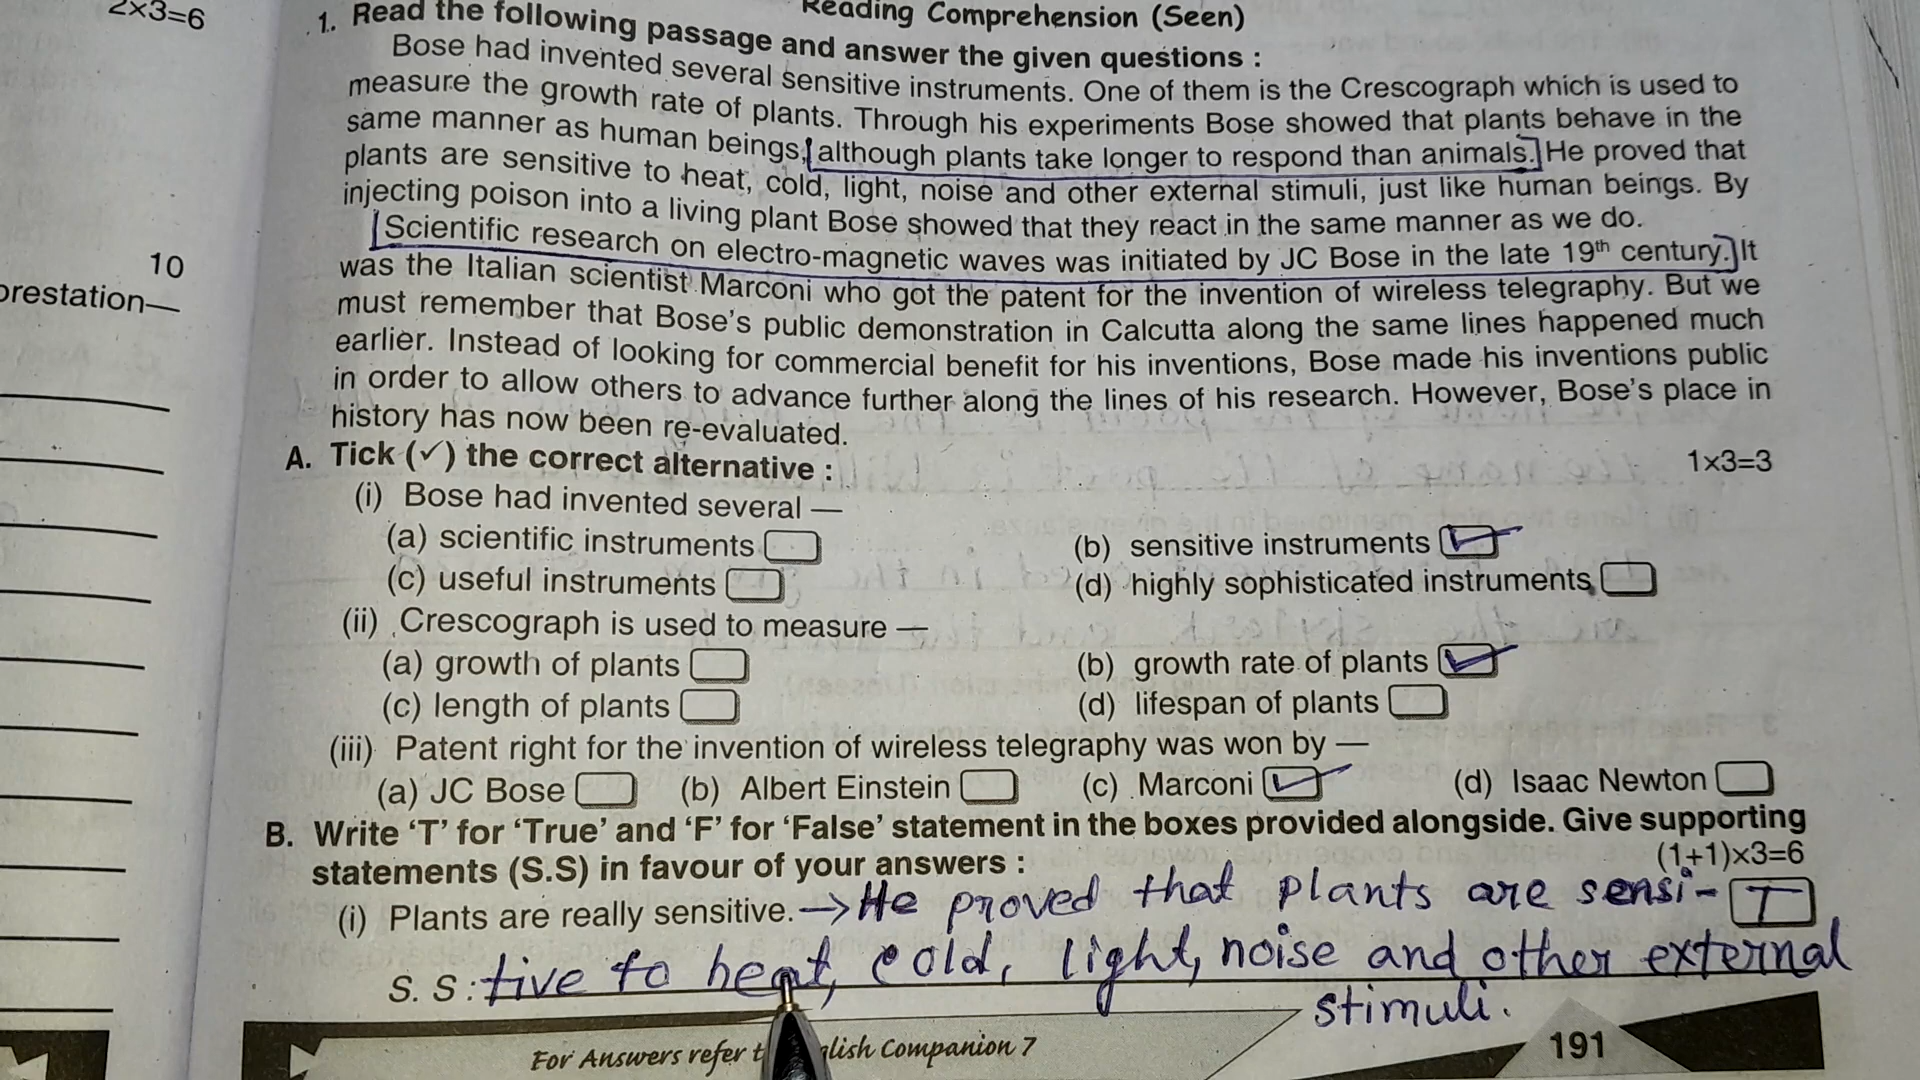 2×3=6
Reading Comprehension (Seen)
1. Read the following passage and answer the given questions :
Bose had invented several sensitive instruments. One of them is the Crescograph which is used to
measure the growth rate of plants. Through his experiments Bose showed that plants behave in the
same manner as human beings, although plants take longer to respond than animals. He proved that
plants are sensitive to heat, cold, light, noise and other external stimuli, just like human beings. By
injecting poison into a living plant Bose showed that they react in the same manner as we do.
Scientific research on electro-magnetic waves was initiated by JC Bose in the late 19th century. It
was the Italian scientist Marconi who got the patent for the invention of wireless telegraphy. But we
must remember that Bose's public demonstration in Calcutta along the same lines happened much
earlier. Instead of looking for commercial benefit for his inventions, Bose made his inventions public
in order to allow others to advance further along the lines of his research. However, Bose's place in
history has now been re-evaluated.
10
orestation—
A. Tick (✓) the correct alternative : 1×3=3
(i) Bose had invented several —
(a) scientific instruments (b) sensitive instruments ✓
(c) useful instruments (d) highly sophisticated instruments
(ii) Crescograph is used to measure —
(a) growth of plants (b) growth rate of plants ✓
(c) length of plants (d) lifespan of plants
(iii) Patent right for the invention of wireless telegraphy was won by —
(a) JC Bose (b) Albert Einstein (c) Marconi ✓ (d) Isaac Newton
B. Write 'T' for 'True' and 'F' for 'False' statement in the boxes provided alongside. Give supporting
statements (S.S) in favour of your answers : (1+1)×3=6
(i) Plants are really sensitive. → He proved that plants are sensi- T
S. S : tive to heat, cold, light, noise and other external
stimuli.
For Answers refer English Companion 7
191